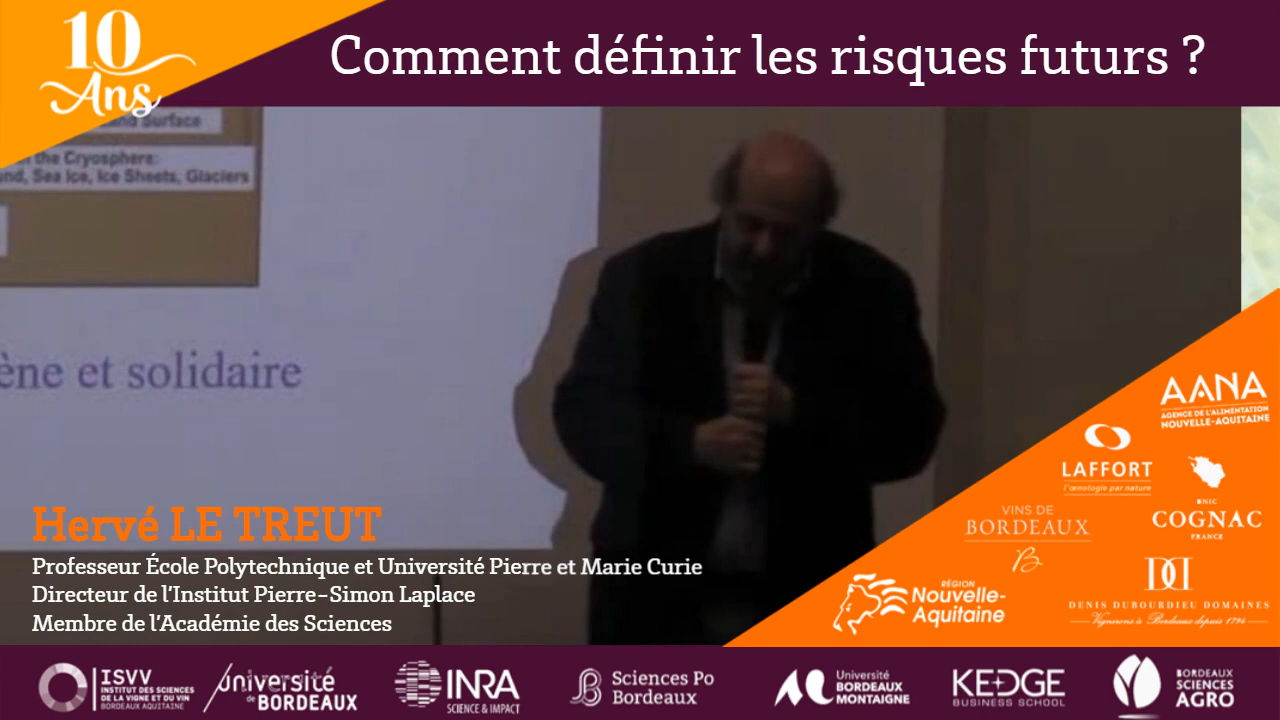 10
Ans
Comment définir les risques futurs ?
and Surface
the Cryosphere:
Sea Ice, Ice Sheets, Glaciers
ène et solidaire
AANA
AGENCE DE L'ALIMENTATION
NOUVELLE-AQUITAINE
LAFFORT
l'œnologie par nature
BNIC
COGNAC
FRANCE
VINS DE
BORDEAUX
B
Hervé LE TREUT
Professeur École Polytechnique et Université Pierre et Marie Curie
Directeur de l'Institut Pierre-Simon Laplace
Membre de l'Académie des Sciences
RÉGION
Nouvelle-
Aquitaine
DD
DENIS DUBOURDIEU DOMAINES
Vignerons à Bordeaux depuis 1794
ISVV
INSTITUT DES SCIENCES
DE LA VIGNE ET DU VIN
BORDEAUX AQUITAINE
université
de BORDEAUX
INRA
SCIENCE & IMPACT
Sciences Po
Bordeaux
Université
BORDEAUX
MONTAIGNE
KEDGE
BUSINESS SCHOOL
BORDEAUX
SCIENCES
AGRO